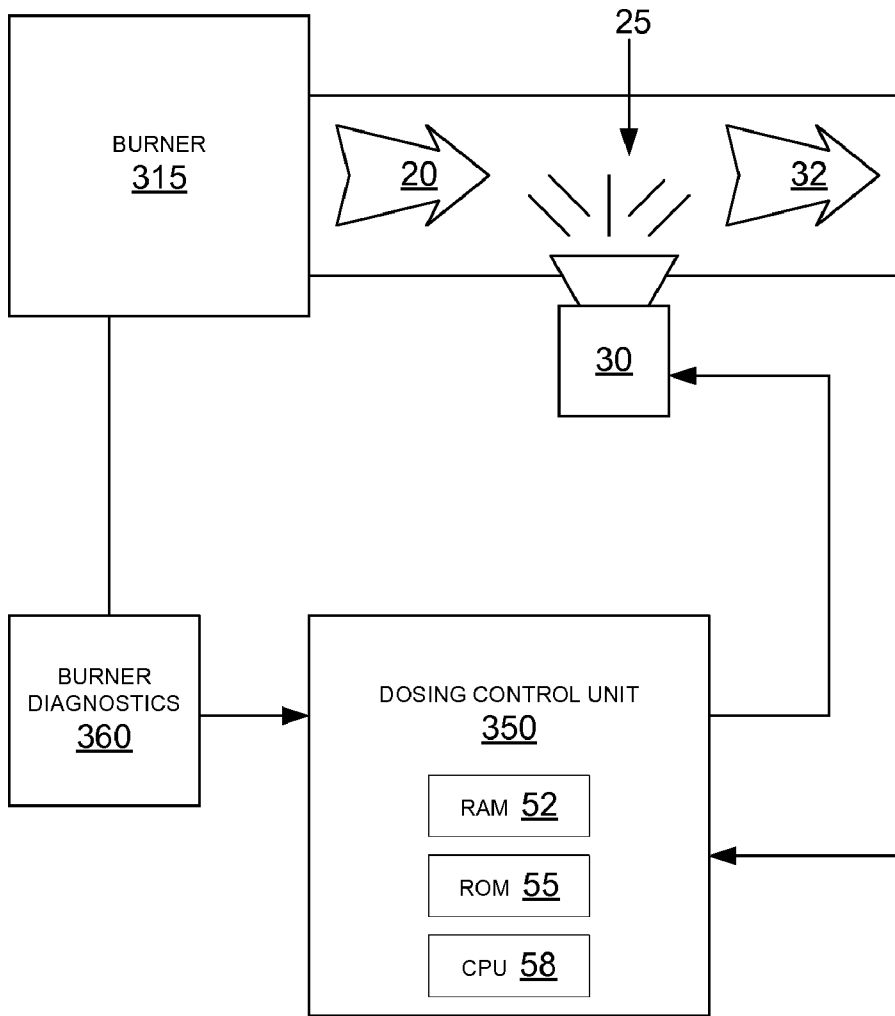 25
BURNER
315
20
32
30
BURNER
DIAGNOSTICS
360
DOSING CONTROL UNIT
350
RAM 52
ROM 55
CPU 58